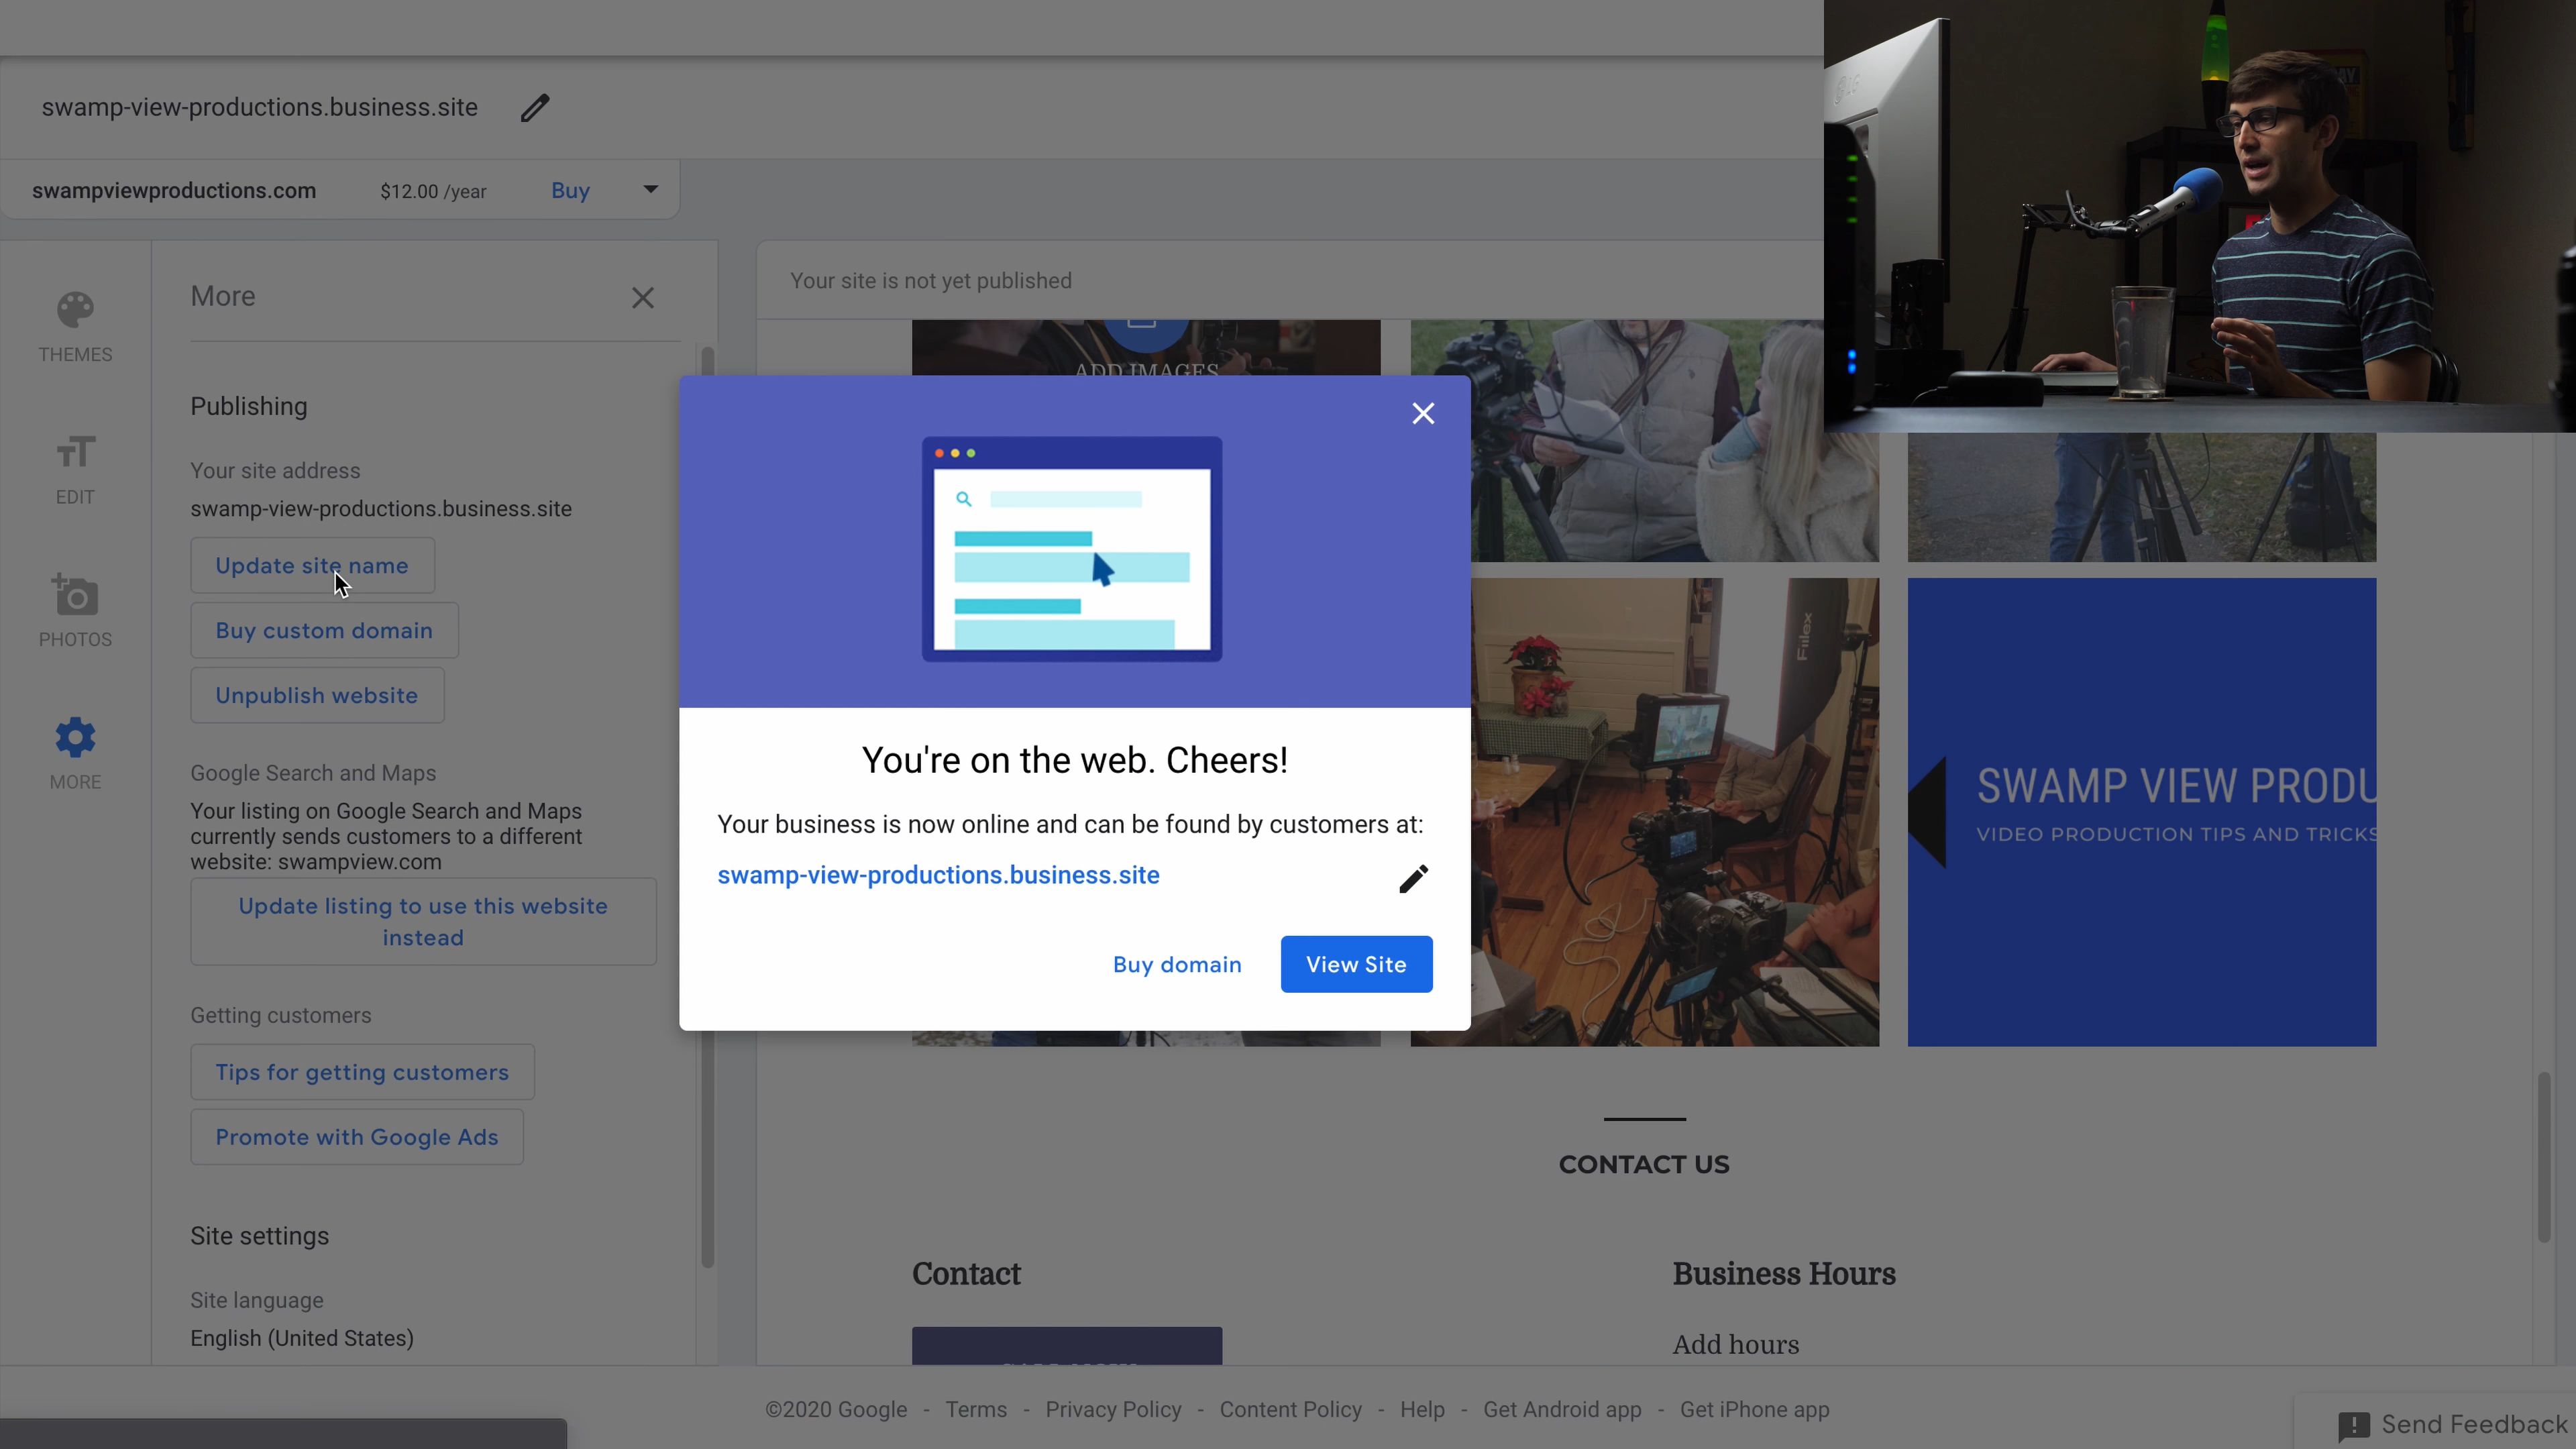 swamp-view-productions.business.site
swampviewproductions.com $12.00 /year Buy
THEMES
EDIT
PHOTOS
MORE
More
Publishing
Your site address
swamp-view-productions.business.site
Update site name
Buy custom domain
Unpublish website
Google Search and Maps
Your listing on Google Search and Maps
currently sends customers to a different
website: swampview.com
Update listing to use this website
instead
Getting customers
Tips for getting customers
Promote with Google Ads
Site settings
Site language
English (United States)
Your site is not yet published
ADD IMAGES
LG
You're on the web. Cheers!
Your business is now online and can be found by customers at:
swamp-view-productions.business.site
Buy domain View Site
SWAMP VIEW PRODU
VIDEO PRODUCTION TIPS AND TRICKS
CONTACT US
Contact
Business Hours
Add hours
©2020 Google - Terms - Privacy Policy - Content Policy - Help - Get Android app - Get iPhone app
Send Feedback